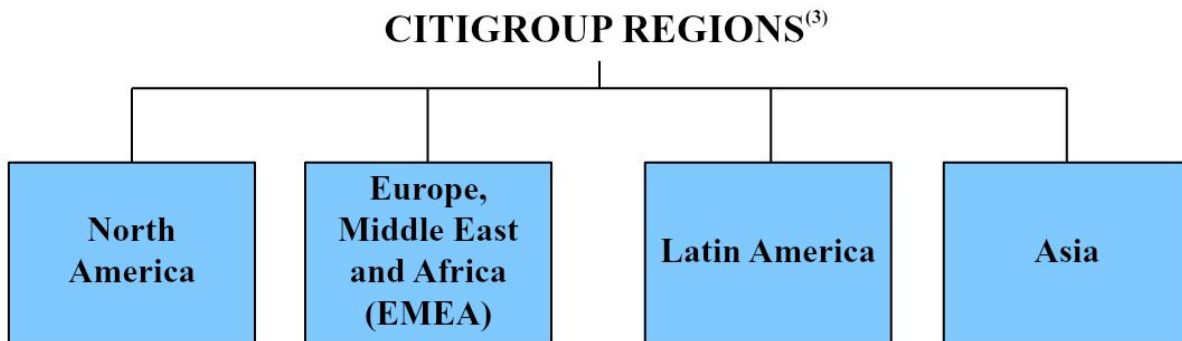 CITIGROUP REGIONS(3)
North
America
Europe,
Middle East
and Africa
(EMEA)
Latin America
Asia